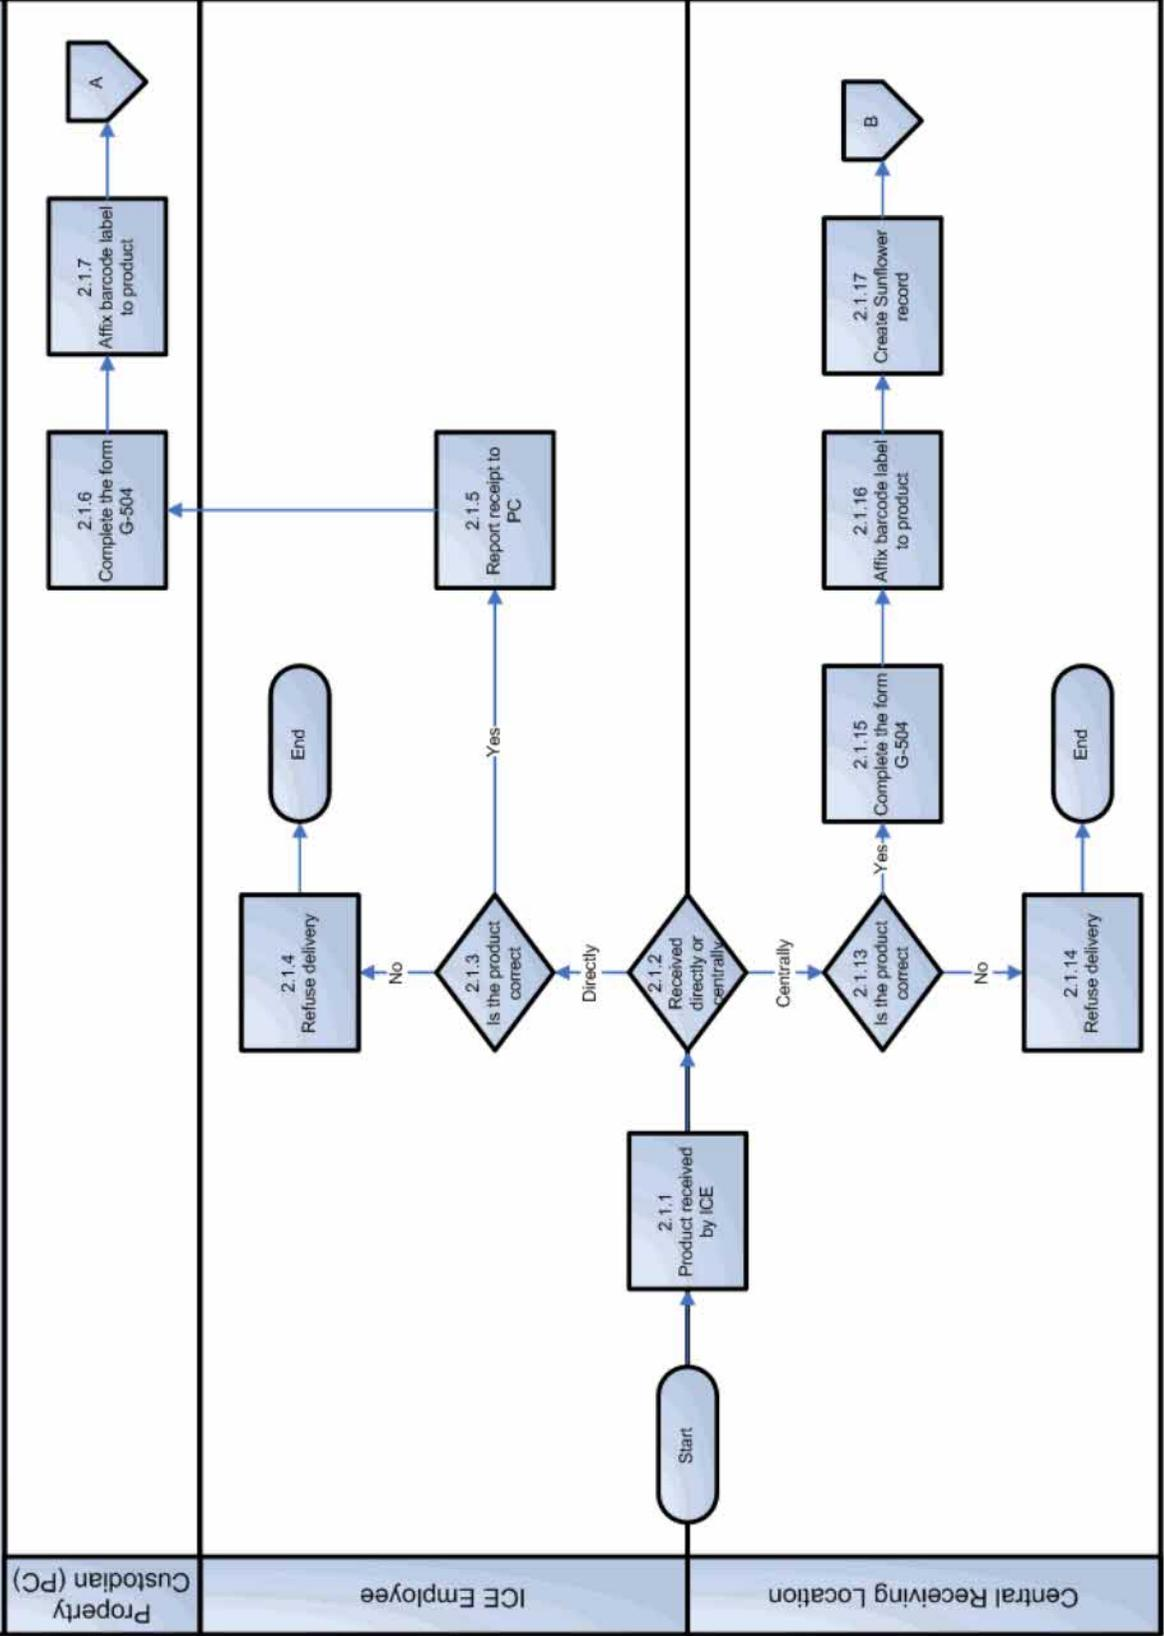 Property
Custodian (PC)
2.1.6
Complete the form
G-504
2.1.7
Affix barcode label
to product
A
ICE Employee
Start
2.1.1
Product received
by ICE
2.1.2
Received
directly or
centrally
Directly
2.1.3
Is the product
correct
No
2.1.4
Refuse delivery
End
Yes
2.1.5
Report receipt to
PC
Central Receiving Location
Centrally
2.1.13
Is the product
correct
No
2.1.14
Refuse delivery
End
Yes
2.1.15
Complete the form
G-504
2.1.16
Affix barcode label
to product
2.1.17
Create Sunflower
record
B